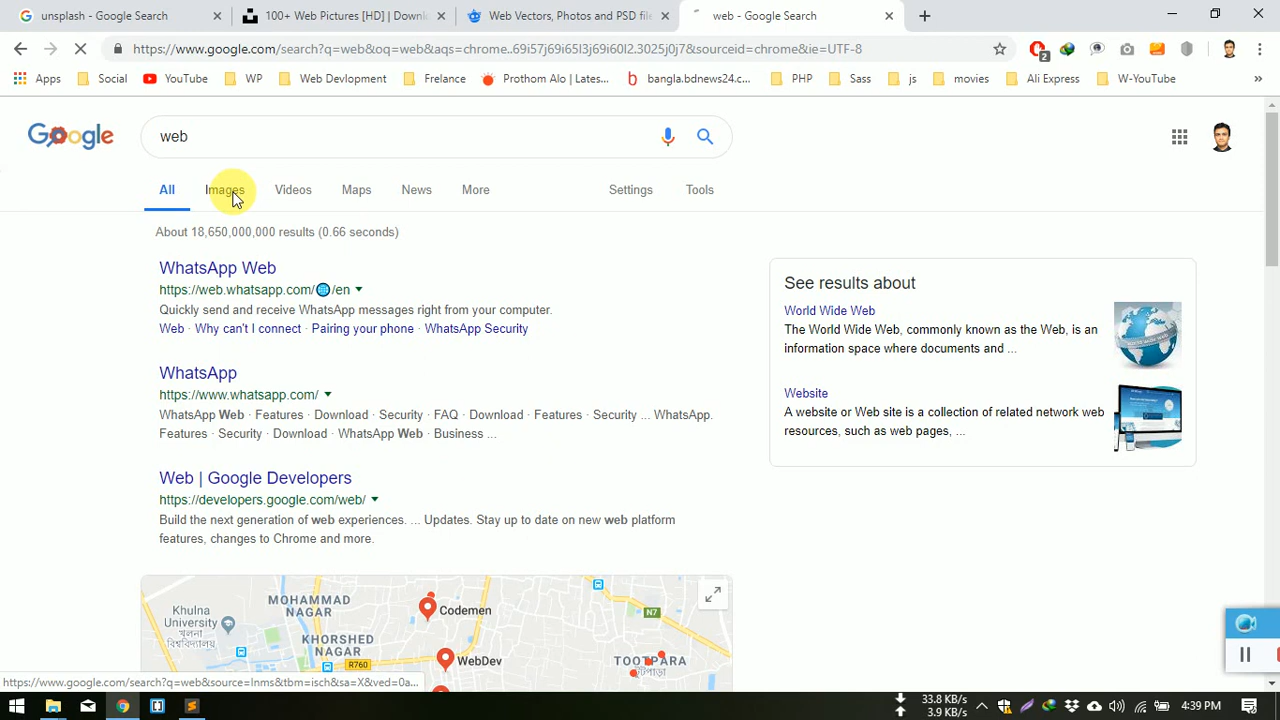 unsplash - Google Search
100+ Web Pictures [HD] | Downl
Web Vectors, Photos and PSD file
web - Google Search
https://www.google.com/search?q=web&oq=web&aqs=chrome..69i57j69i65l3j69i60l2.3025j0j7&sourceid=chrome&ie=UTF-8
2
Apps
Social
YouTube
WP
Web Devlopment
Frelance
Prothom Alo | Lates...
bangla.bdnews24.c...
PHP
Sass
js
movies
Ali Express
W-YouTube
»
Google
web
All
Images
Videos
Maps
News
More
Settings
Tools
About 18,650,000,000 results (0.66 seconds)
WhatsApp Web
https://web.whatsapp.com/🌐/en
Quickly send and receive WhatsApp messages right from your computer.
Web · Why can't I connect · Pairing your phone · WhatsApp Security
WhatsApp
https://www.whatsapp.com/
WhatsApp Web · Features · Download · Security · FAQ · Download · Features · Security ... WhatsApp.
Features · Security · Download · WhatsApp Web · Business ...
Web | Google Developers
https://developers.google.com/web/
Build the next generation of web experiences. ... Updates. Stay up to date on new web platform
features, changes to Chrome and more.
See results about
World Wide Web
The World Wide Web, commonly known as the Web, is an
information space where documents and ...
Website
A website or Web site is a collection of related network web
resources, such as web pages, ...
MOHAMMAD
NAGAR
Khulna
University
খুলনা
বিশ্ববিদ্যালয়
Codemen
N7
KHORSHED
NAGAR
R760
WebDev
TOOTPARA
টুটপাড়া
https://www.google.com/search?q=web&source=lnms&tbm=isch&sa=X&ved=0a...
33.8 KB/s
3.9 KB/s
4:39 PM